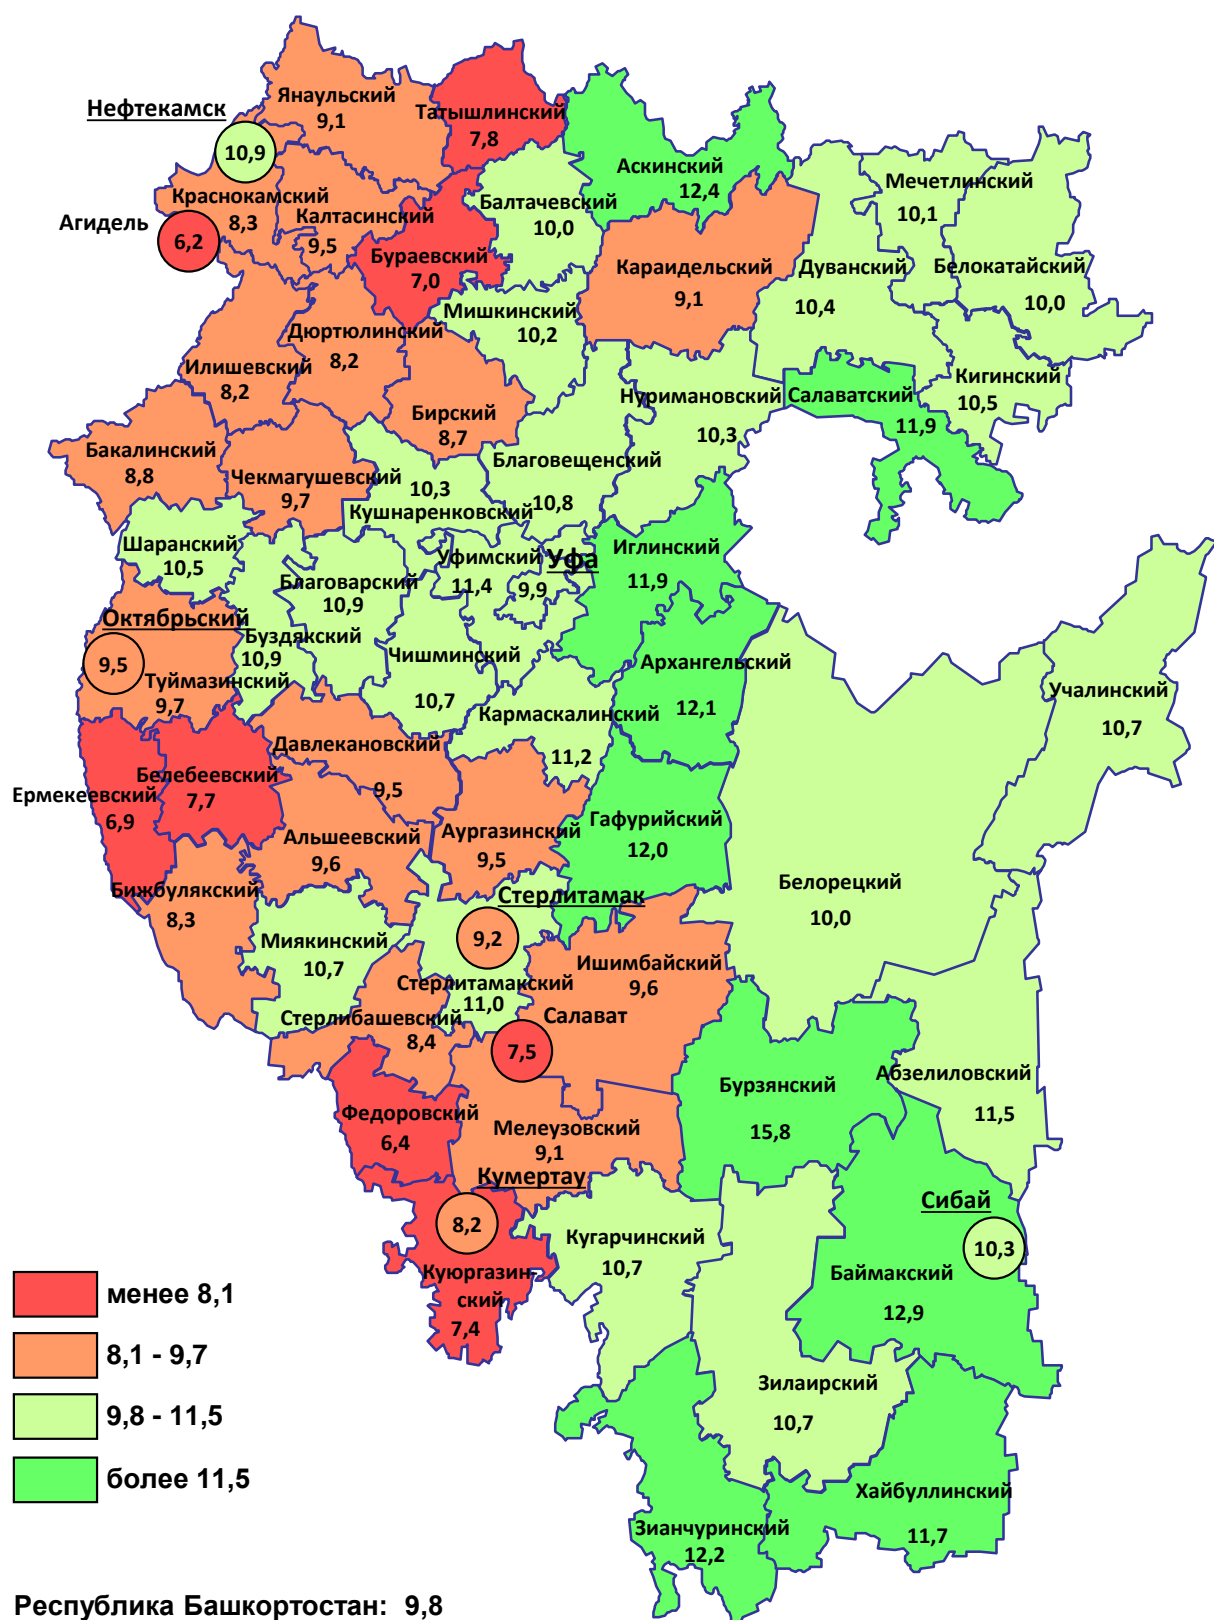 Янаульский
9,1
Татышлинский
7,8
Нефтекамск
10,9
Аскинский
12,4
Мечетлинский
10,1
Краснокамский
8,3
Балтачевский
10,0
Калтасинский
9,5
Агидель
6,2
Бураевский
7,0
Караидельский
9,1
Дуванский
10,4
Белокатайский
10,0
Мишкинский
10,2
Дюртюлинский
8,2
Илишевский
8,2
Кигинский
10,5
Нуримановский
10,3
Салаватский
11,9
Бирский
8,7
Бакалинский
8,8
Чекмагушевский
9,7
Благовещенский
10,8
10,3
Кушнаренковский
Шаранский
10,5
Уфимский
11,4
Уфа
9,9
Иглинский
11,9
Благоварский
10,9
Октябрьский
9,5
Буздякский
10,9
Чишминский
10,7
Архангельский
12,1
Туймазинский
9,7
Учалинский
10,7
Кармаскалинский
11,2
Давлекановский
9,5
Белебеевский
7,7
Ермекеевский
6,9
Гафурийский
12,0
Альшеевский
9,6
Аургазинский
9,5
Белорецкий
10,0
Бижбулякский
8,3
Стерлитамак
9,2
Миякинский
10,7
Ишимбайский
9,6
Стерлитамакский
11,0
Салават
7,5
Стерлибашевский
8,4
Абзелиловский
11,5
Бурзянский
15,8
Федоровский
6,4
Мелеузовский
9,1
Кумертау
8,2
Сибай
10,3
Кугарчинский
10,7
Баймакский
12,9
Куюргазин-
ский
7,4
менее 8,1
8,1 - 9,7
Зилаирский
10,7
9,8 - 11,5
более 11,5
Хайбуллинский
11,7
Зианчуринский
12,2
Республика Башкортостан: 9,8